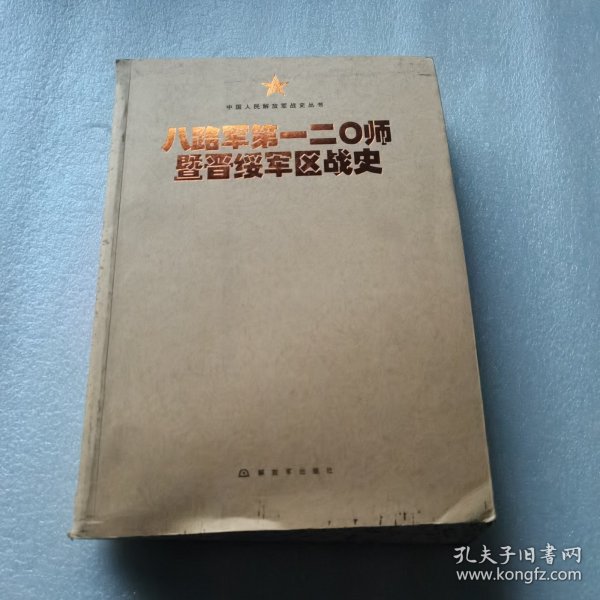 中国人民解放军战史丛书
八路军第一二〇师
暨晋绥军区战史
解放军出版社
孔夫子旧书网
www.kongfz.com